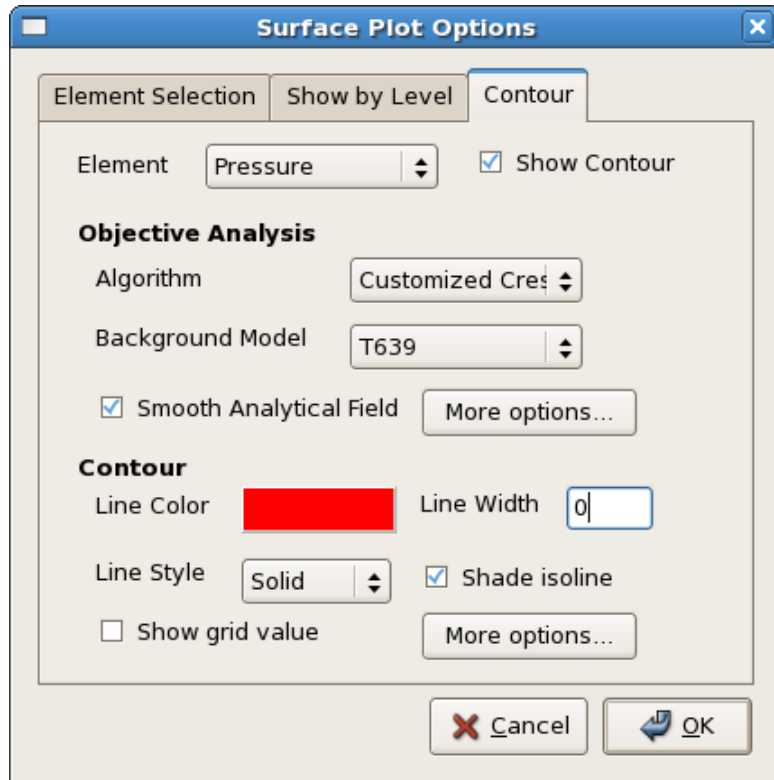 Surface Plot Options
Element Selection Show by Level Contour
Element Pressure Show Contour
Objective Analysis
Algorithm Customized Cres
Background Model T639
Smooth Analytical Field More options...
Contour
Line Color Line Width 0
Line Style Solid Shade isoline
Show grid value More options...
Cancel OK